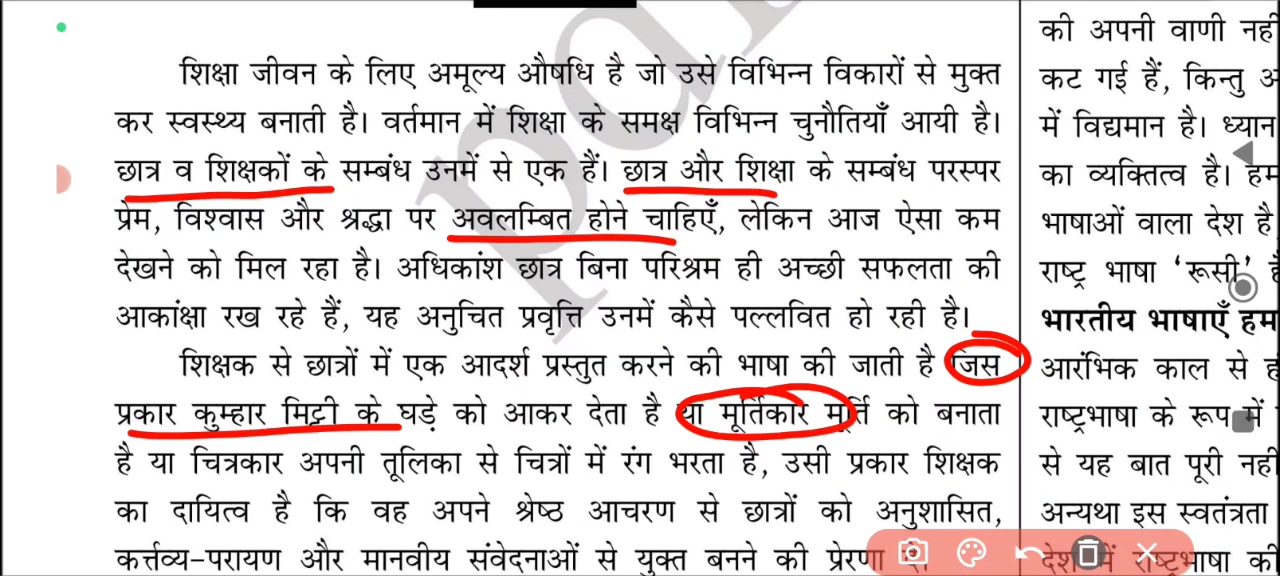 शिक्षा जीवन के लिए अमूल्य औषधि है जो उसे विभिन्न विकारों से मुक्त
कर स्वस्थ्य बनाती है। वर्तमान में शिक्षा के समक्ष विभिन्न चुनौतियाँ आयी है।
छात्र व शिक्षकों के सम्बंध उनमें से एक हैं। छात्र और शिक्षा के सम्बंध परस्पर
प्रेम, विश्वास और श्रद्धा पर अवलम्बित होने चाहिएँ, लेकिन आज ऐसा कम
देखने को मिल रहा है। अधिकांश छात्र बिना परिश्रम ही अच्छी सफलता की
आकांक्षा रख रहे हैं, यह अनुचित प्रवृत्ति उनमें कैसे पल्लवित हो रही है।
शिक्षक से छात्रों में एक आदर्श प्रस्तुत करने की भाषा की जाती है जिस
प्रकार कुम्हार मिट्टी के घड़े को आकर देता है या मूर्तिकार मूर्ति को बनाता
है या चित्रकार अपनी तूलिका से चित्रों में रंग भरता है, उसी प्रकार शिक्षक
का दायित्व है कि वह अपने श्रेष्ठ आचरण से छात्रों को अनुशासित,
कर्त्तव्य-परायण और मानवीय संवेदनाओं से युक्त बनने की प्रेरणा
की अपनी वाणी नही
कट गई हैं, किन्तु
में विद्यमान है। ध्यान
का व्यक्तित्व है। हम
भाषाओं वाला देश है
राष्ट्र भाषा ‘रूसी’
भारतीय भाषाएँ हम
आरंभिक काल से
राष्ट्रभाषा के रूप में
से यह बात पूरी नही
अन्यथा इस स्वतंत्रता
देश में राष्ट्रभाषा की